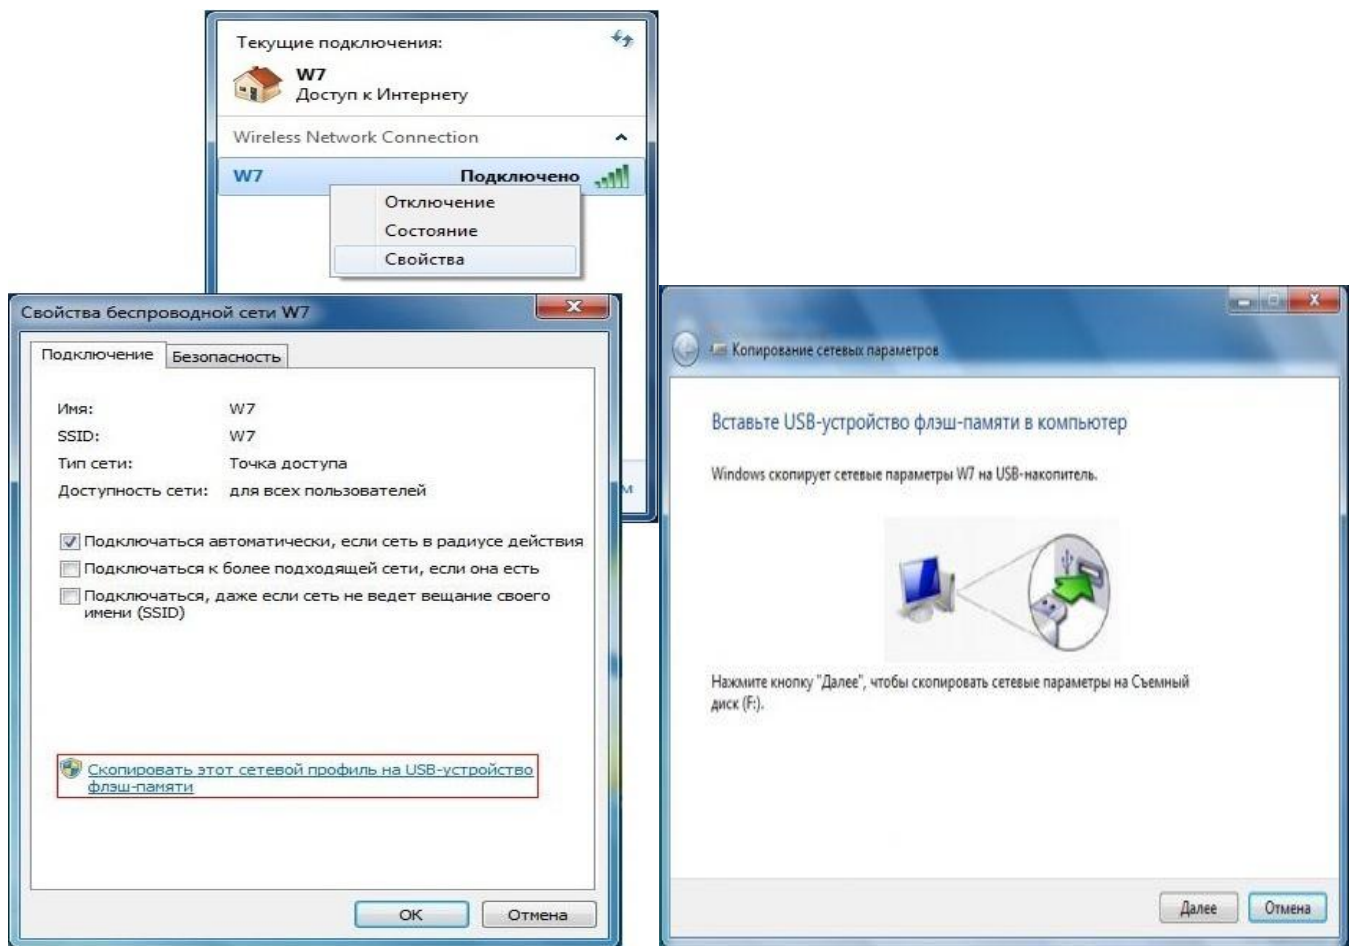 Текущие подключения:
W7
Доступ к Интернету
Wireless Network Connection
W7 Подключено
Отключение
Состояние
Свойства
Свойства беспроводной сети W7
Подключение Безопасность
Имя: W7
SSID: W7
Тип сети: Точка доступа
Доступность сети: для всех пользователей
Подключаться автоматически, если сеть в радиусе действия
Подключаться к более подходящей сети, если она есть
Подключаться, даже если сеть не ведет вещание своего
имени (SSID)
Скопировать этот сетевой профиль на USB-устройство
флэш-памяти
OK Отмена
Копирование сетевых параметров
Вставьте USB-устройство флэш-памяти в компьютер
Windows скопирует сетевые параметры W7 на USB-накопитель.
Нажмите кнопку "Далее", чтобы скопировать сетевые параметры на Съемный
диск (F:).
Далее Отмена